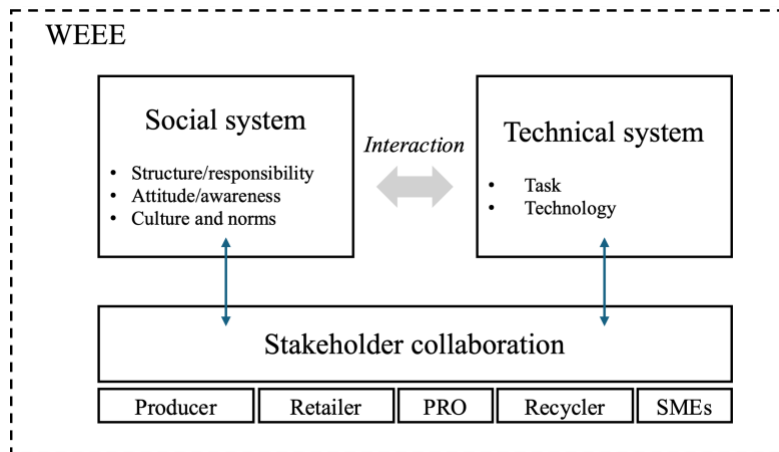 WEEE
Social system
• Structure/responsibility
• Attitude/awareness
• Culture and norms
Interaction
Technical system
• Task
• Technology
Stakeholder collaboration
Producer
Retailer
PRO
Recycler
SMEs